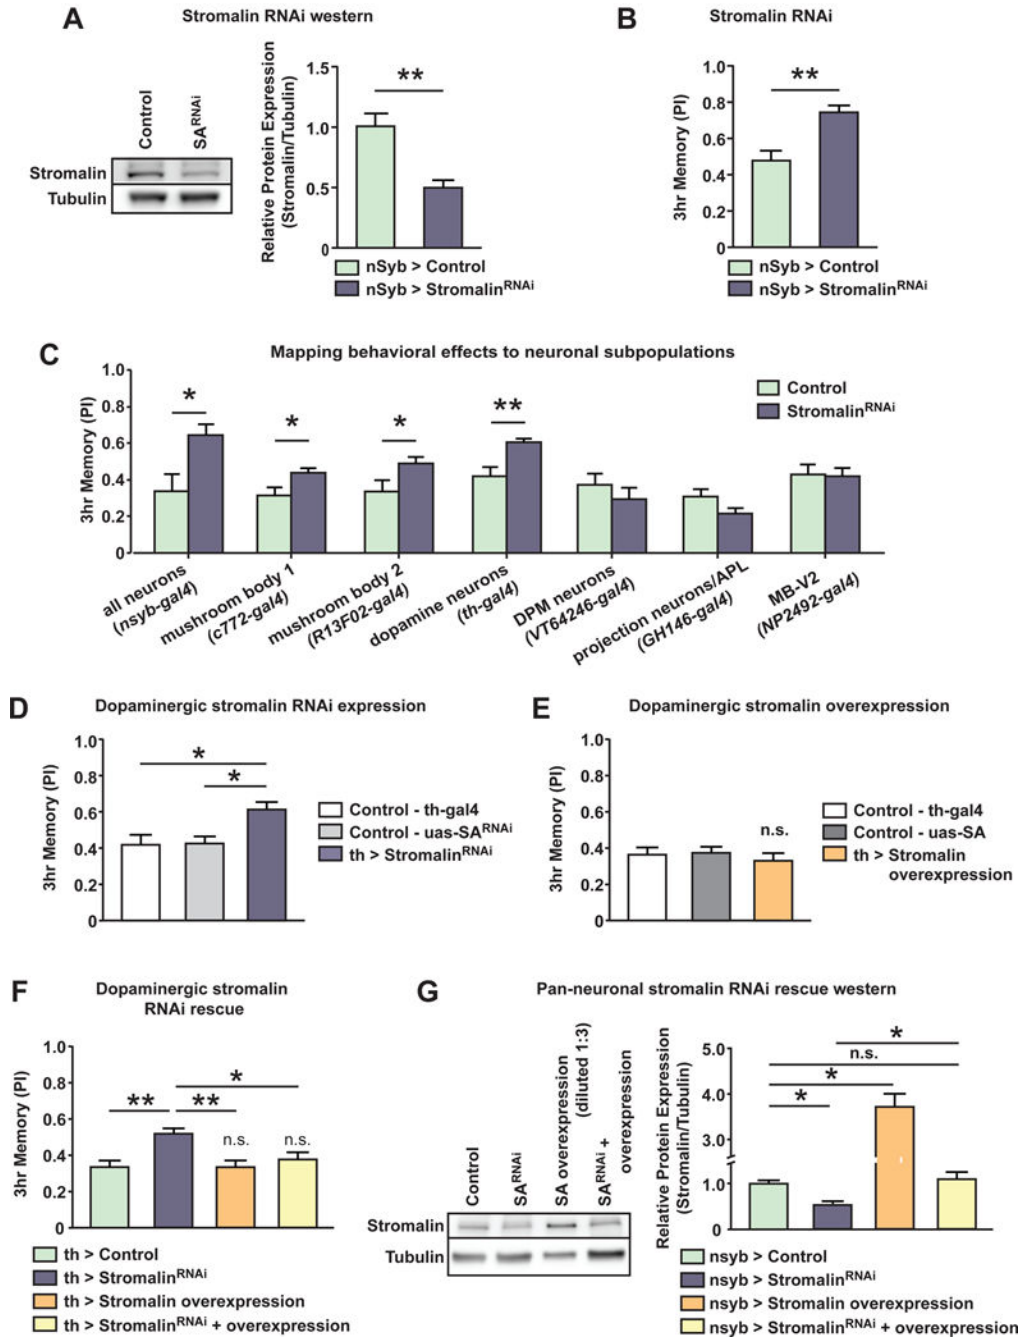 A
Stromalin RNAi western
Control
SA^RNAi
Stromalin
Tubulin
Relative Protein Expression
(Stromalin/Tubulin)
1.5
1.0
0.5
0
**
nSyb > Control
nSyb > Stromalin^RNAi
B
Stromalin RNAi
3hr Memory (PI)
1.0
0.8
0.6
0.4
0.2
0
**
nSyb > Control
nSyb > Stromalin^RNAi
C
Mapping behavioral effects to neuronal subpopulations
3hr Memory (PI)
1.0
0.8
0.6
0.4
0.2
0
*
*
*
**
Control
Stromalin^RNAi
all neurons
(nsyb-gal4)
mushroom body 1
(c772-gal4)
mushroom body 2
(R13F02-gal4)
dopamine neurons
(th-gal4)
DPM neurons
(VT64246-gal4)
projection neurons/APL
(GH146-gal4)
MB-V2
(NP2492-gal4)
D
Dopaminergic stromalin RNAi expression
3hr Memory (PI)
1.0
0.8
0.6
0.4
0.2
0
*
*
Control - th-gal4
Control - uas-SA^RNAi
th > Stromalin^RNAi
E
Dopaminergic stromalin overexpression
3hr Memory (PI)
1.0
0.8
0.6
0.4
0.2
0
n.s.
Control - th-gal4
Control - uas-SA
th > Stromalin
overexpression
F
Dopaminergic stromalin
RNAi rescue
3hr Memory (PI)
1.0
0.8
0.6
0.4
0.2
0
*
**
**
n.s.
n.s.
th > Control
th > Stromalin^RNAi
th > Stromalin overexpression
th > Stromalin^RNAi + overexpression
G
Pan-neuronal stromalin RNAi rescue western
Control
SA^RNAi
SA overexpression
(diluted 1:3)
SA^RNAi +
overexpression
Stromalin
Tubulin
Relative Protein Expression
(Stromalin/Tubulin)
5.0
4.0
3.0
1.0
0
*
n.s.
*
*
nsyb > Control
nsyb > Stromalin^RNAi
nsyb > Stromalin overexpression
nsyb > Stromalin^RNAi + overexpression